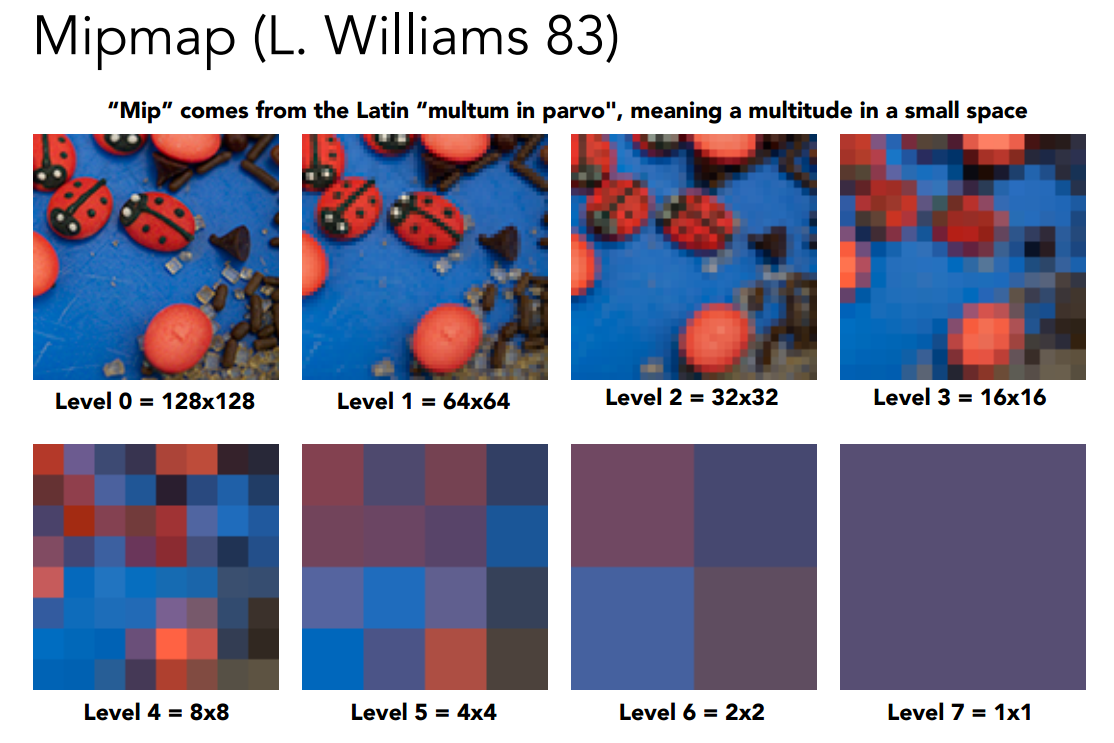 Mipmap (L. Williams 83)
“Mip” comes from the Latin “multum in parvo", meaning a multitude in a small space
Level 0 = 128x128
Level 1 = 64x64
Level 2 = 32x32
Level 3 = 16x16
Level 4 = 8x8
Level 5 = 4x4
Level 6 = 2x2
Level 7 = 1x1